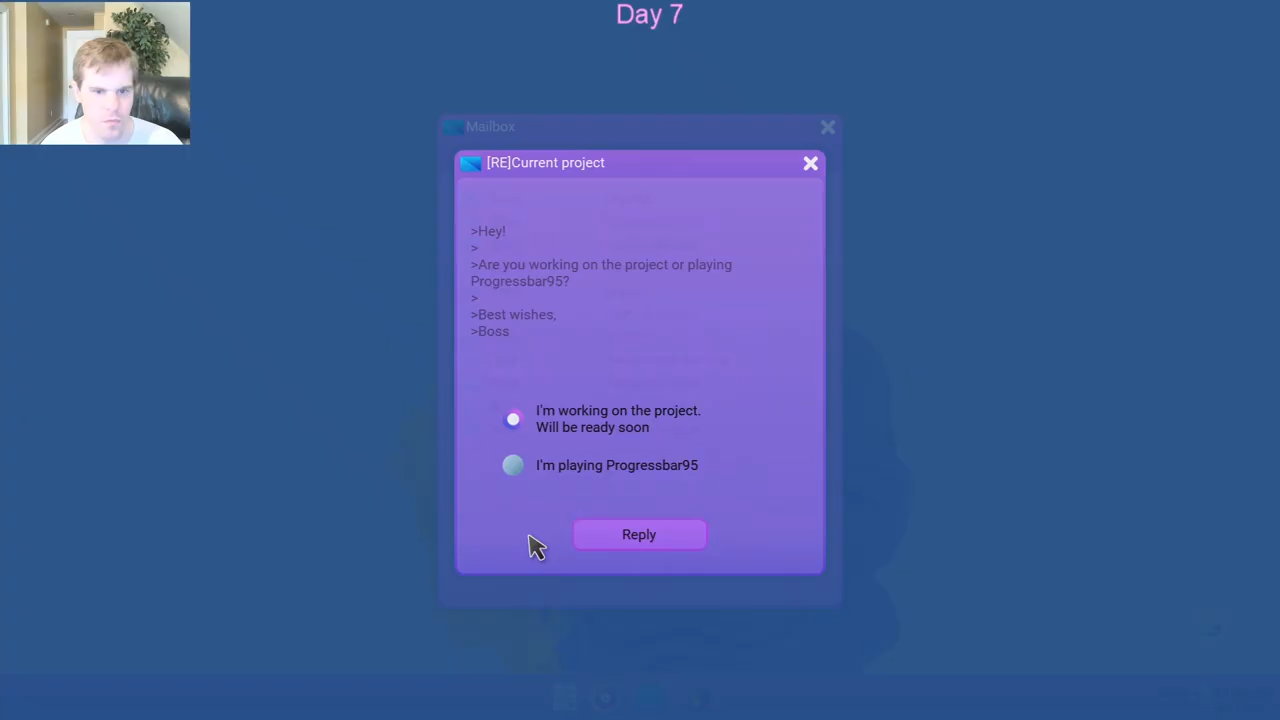 Day 7
Mailbox
[RE]Current project
>Hey!
>
>Are you working on the project or playing
Progressbar95?
>
>Best wishes,
>Boss
I'm working on the project.
Will be ready soon
I'm playing Progressbar95
Reply